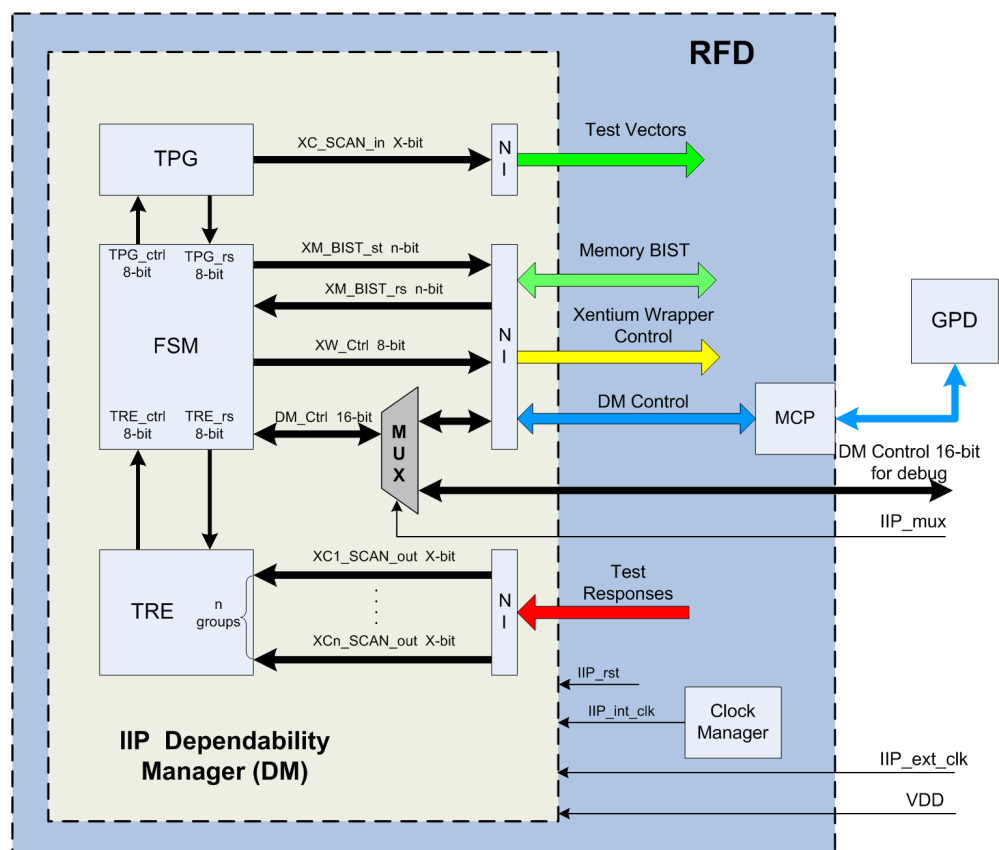 RFD
TPG
XC_SCAN_in X-bit
N
I
Test Vectors
TPG_ctrl
8-bit
TPG_rs
8-bit
XM_BIST_st n-bit
XM_BIST_rs n-bit
Memory BIST
Xentium Wrapper
Control
GPD
FSM
XW_Ctrl 8-bit
N
I
TRE_ctrl
8-bit
TRE_rs
8-bit
DM_Ctrl 16-bit
MUX
DM Control
MCP
DM Control 16-bit
for debug
IIP_mux
XC1_SCAN_out X-bit
TRE
n
groups
. . . . .
XCn_SCAN_out X-bit
N
I
Test
Responses
IIP_rst
IIP_int_clk
Clock
Manager
IIP Dependability
Manager (DM)
IIP_ext_clk
VDD